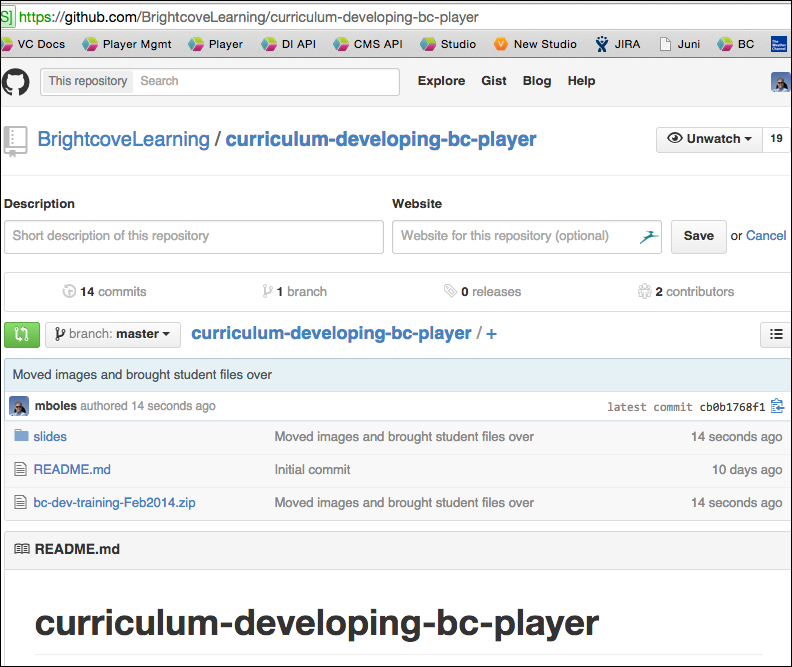 S] https://github.com/BrightcoveLearning/curriculum-developing-bc-player
VC Docs Player Mgmt Player DI API CMS API Studio New Studio JIRA Juni BC
This repository Search Explore Gist Blog Help
BrightcoveLearning / curriculum-developing-bc-player Unwatch 19
Description Website
Short description of this repository Website for this repository (optional) Save or Cancel
14 commits 1 branch 0 releases 2 contributors
branch: master curriculum-developing-bc-player / +
Moved images and brought student files over
mboles authored 14 seconds ago latest commit cb0b1768f1
slides Moved images and brought student files over 14 seconds ago
README.md Initial commit 10 days ago
bc-dev-training-Feb2014.zip Moved images and brought student files over 14 seconds ago
README.md
curriculum-developing-bc-player